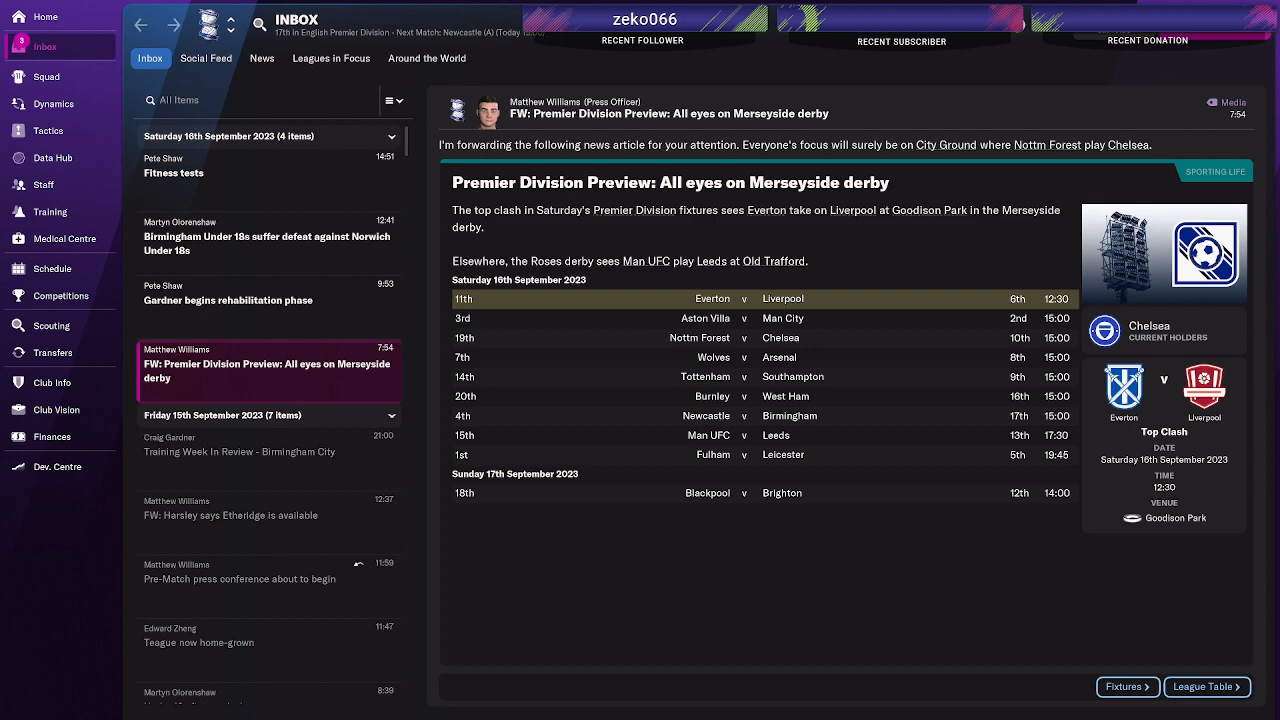 Home
3
Inbox
Squad
Dynamics
Tactics
Data Hub
Staff
Training
Medical Centre
Schedule
Competitions
Scouting
Transfers
Club Info
Club Vision
Finances
Dev. Centre
INBOX
17th in English Premier Division - Next Match: Newcastle (A) (Today 15:00)
zeko066
RECENT FOLLOWER
RECENT SUBSCRIBER
RECENT DONATION
Inbox
Social Feed
News
Leagues in Focus
Around the World
All Items
Saturday 16th September 2023 (4 items)
Pete Shaw 14:51
Fitness tests
Martyn Olorenshaw 12:41
Birmingham Under 18s suffer defeat against Norwich
Under 18s
Pete Shaw 9:53
Gardner begins rehabilitation phase
Matthew Williams 7:54
FW: Premier Division Preview: All eyes on Merseyside
derby
Friday 15th September 2023 (7 items)
Craig Gardner 21:00
Training Week In Review - Birmingham City
Matthew Williams 12:37
FW: Harsley says Etheridge is available
Matthew Williams 11:59
Pre-Match press conference about to begin
Edward Zheng 11:47
Teague now home-grown
Martyn Olorenshaw 8:39
Matthew Williams (Press Officer)
FW: Premier Division Preview: All eyes on Merseyside derby
Media
7:54
I'm forwarding the following news article for your attention. Everyone's focus will surely be on City Ground where Nottm Forest play Chelsea.
SPORTING LIFE
Premier Division Preview: All eyes on Merseyside derby
The top clash in Saturday's Premier Division fixtures sees Everton take on Liverpool at Goodison Park in the Merseyside
derby.
Elsewhere, the Roses derby sees Man UFC play Leeds at Old Trafford.
Saturday 16th September 2023
11th Everton v Liverpool 6th 12:30
3rd Aston Villa v Man City 2nd 15:00
19th Nottm Forest v Chelsea 10th 15:00
7th Wolves v Arsenal 8th 15:00
14th Tottenham v Southampton 9th 15:00
20th Burnley v West Ham 16th 15:00
4th Newcastle v Birmingham 17th 15:00
15th Man UFC v Leeds 13th 17:30
1st Fulham v Leicester 5th 19:45
Sunday 17th September 2023
18th Blackpool v Brighton 12th 14:00
Chelsea
CURRENT HOLDERS
v
Everton Liverpool
Top Clash
DATE
Saturday 16th September 2023
TIME
12:30
VENUE
Goodison Park
Fixtures
League Table